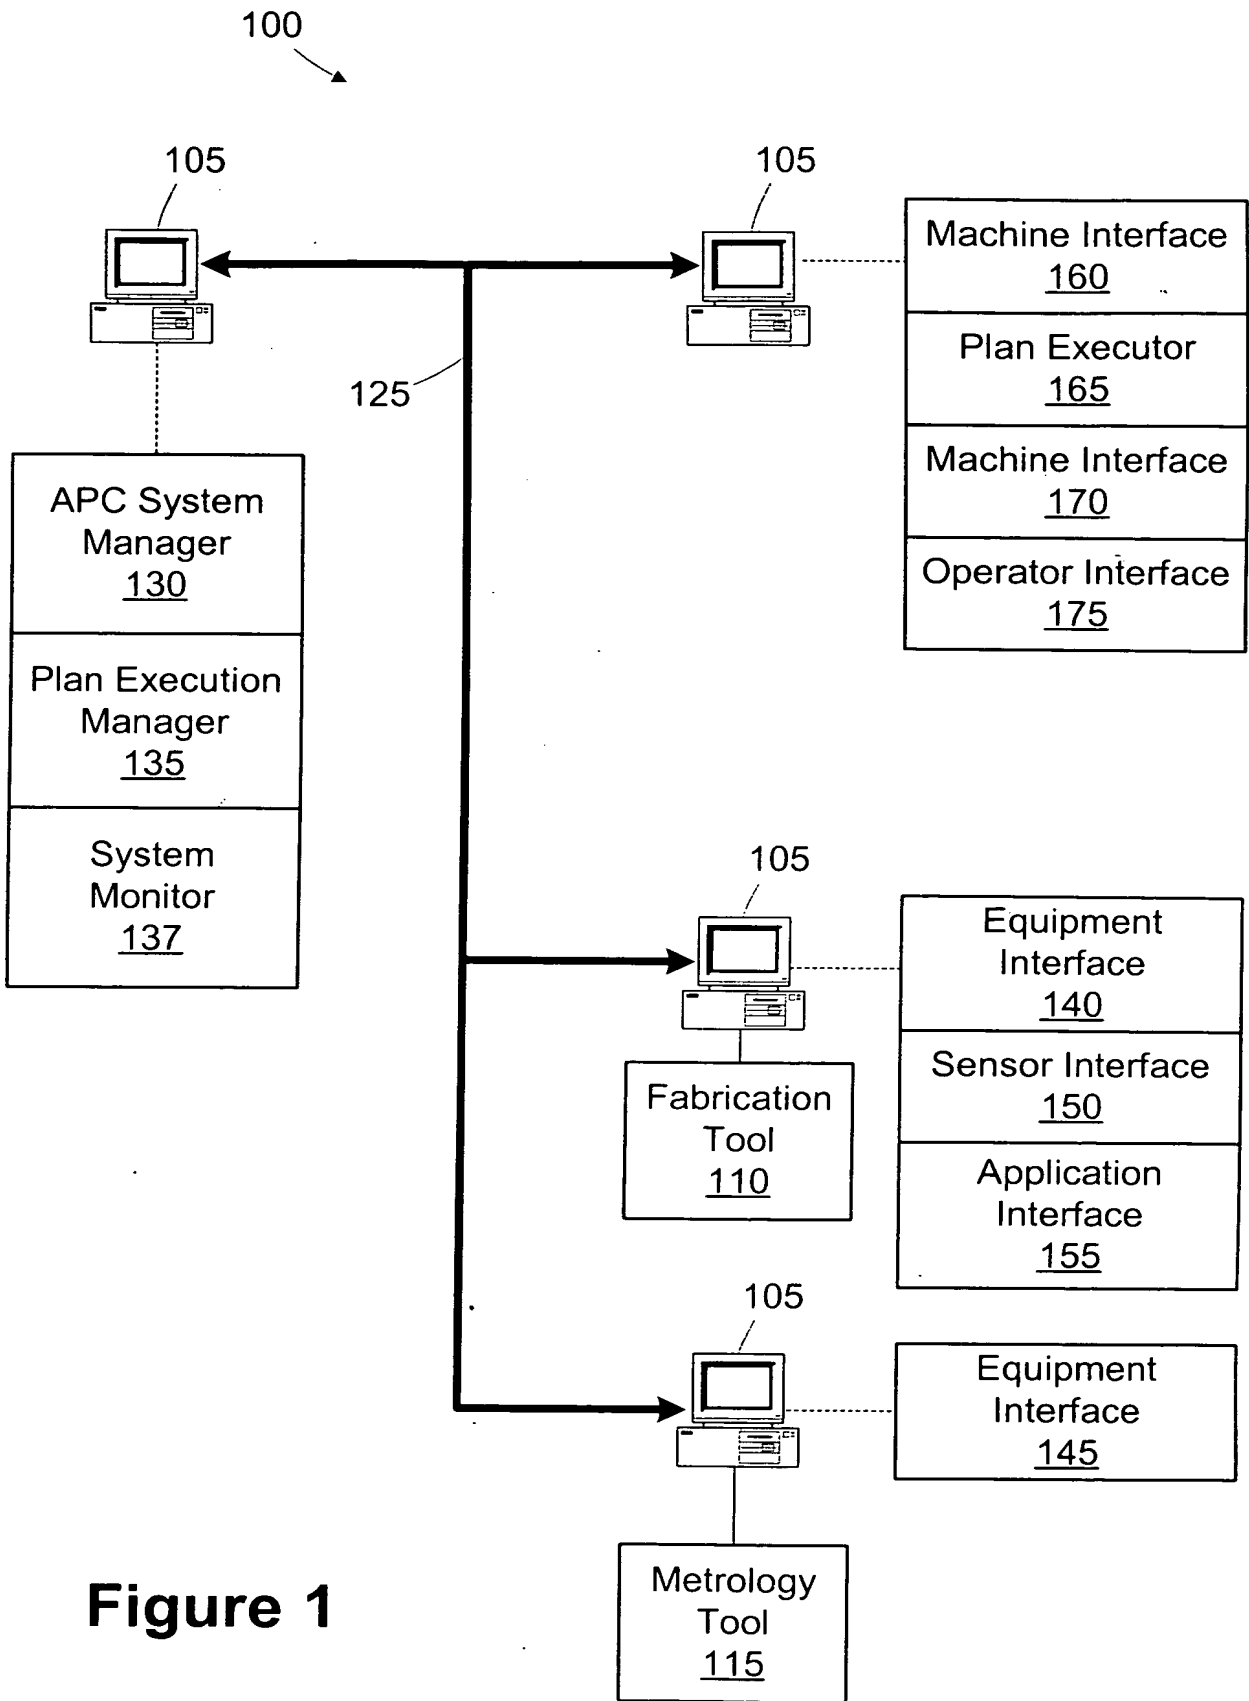 100
105
105
Machine Interface
160
Plan Executor
165
Machine Interface
170
Operator Interface
175
125
APC System
Manager
130
Plan Execution
Manager
135
System
Monitor
137
105
Equipment
Interface
140
Sensor Interface
150
Application
Interface
155
Fabrication
Tool
110
105
Equipment
Interface
145
Metrology
Tool
115
Figure 1